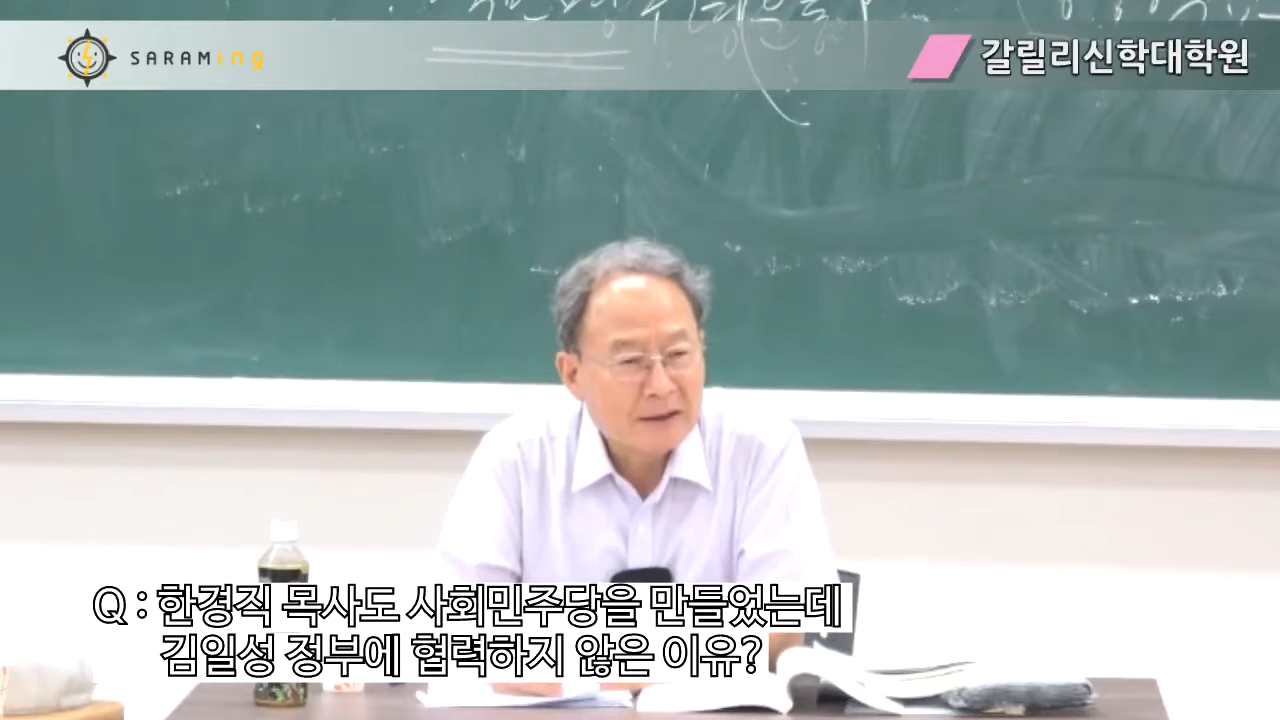 SARAMing
갈릴리신학대학원
Q : 한경직 목사도 사회민주당을 만들었는데
김일성 정부에 협력하지 않은 이유?